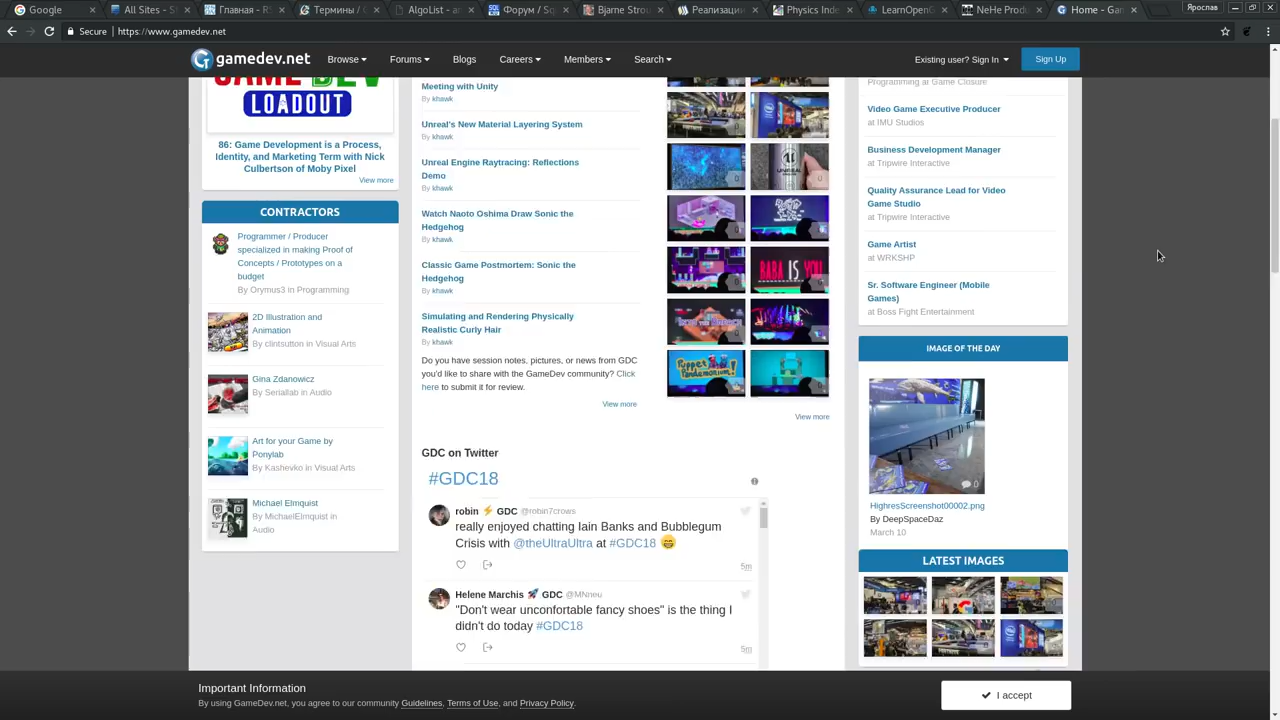 Google
All Sites - S
Главная - R
Термины / G
AlgoList - al
Форум / Sq
Bjarne Strou
Реализаци
Physics Inde
LearnOpenG
NeHe Produ
Home - Gam
Ярослав
Secure
https://www.gamedev.net
gamedev.net
Browse
Forums
Blogs
Careers
Members
Search
Existing user? Sign In
Sign Up
LOADOUT
86: Game Development is a Process,
Identity, and Marketing Term with Nick
Culbertson of Moby Pixel
View more
CONTRACTORS
Programmer / Producer
specialized in making Proof of
Concepts / Prototypes on a
budget
By Orymus3 in Programming
2D Illustration and
Animation
By clintsutton in Visual Arts
Gina Zdanowicz
By Seriallab in Audio
Art for your Game by
Ponylab
By Kashevko in Visual Arts
Michael Elmquist
By MichaelElmquist in
Audio
Meeting with Unity
By khawk
Unreal's New Material Layering System
By khawk
Unreal Engine Raytracing: Reflections
Demo
By khawk
Watch Naoto Oshima Draw Sonic the
Hedgehog
By khawk
Classic Game Postmortem: Sonic the
Hedgehog
By khawk
Simulating and Rendering Physically
Realistic Curly Hair
By khawk
Do you have session notes, pictures, or news from GDC
you'd like to share with the GameDev community? Click
here to submit it for review.
View more
BABA IS YOU
View more
GDC on Twitter
#GDC18
robin ⚡ GDC @robin7crows
really enjoyed chatting Iain Banks and Bubblegum
Crisis with @theUltraUltra at #GDC18 😁
5m
Helene Marchis 🚀 GDC @MNneu
"Don't wear unconfortable fancy shoes" is the thing I
didn't do today #GDC18
5m
Programming at Game Closure
Video Game Executive Producer
at IMU Studios
Business Development Manager
at Tripwire Interactive
Quality Assurance Lead for Video
Game Studio
at Tripwire Interactive
Game Artist
at WRKSHP
Sr. Software Engineer (Mobile
Games)
at Boss Fight Entertainment
IMAGE OF THE DAY
0
HighresScreenshot00002.png
By DeepSpaceDaz
March 10
LATEST IMAGES
Important Information
By using GameDev.net, you agree to our community Guidelines, Terms of Use, and Privacy Policy.
I accept